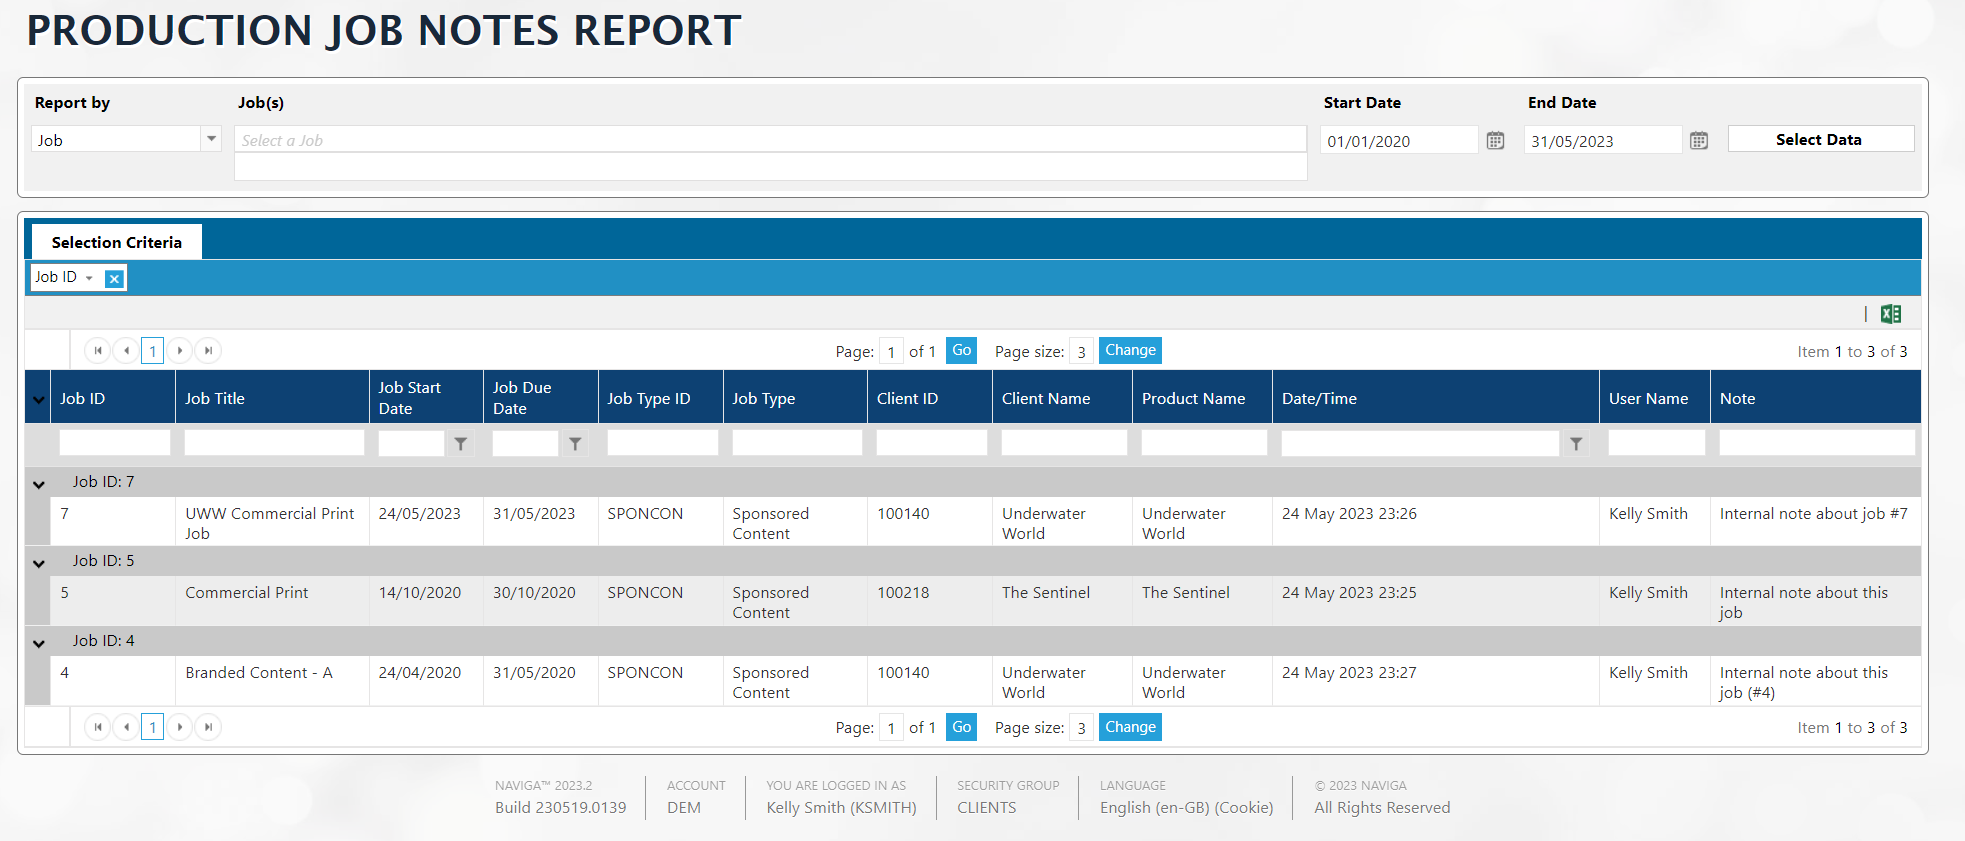 PRODUCTION JOB NOTES REPORT
Report by
Job(s)
Start Date
End Date
Job
Select a Job
01/01/2020
31/05/2023
Select Data
Selection Criteria
Job ID
1
Page: 1 of 1 Go Page size: 3 Change
Item 1 to 3 of 3
Job ID
Job Title
Job Start
Date
Job Due
Date
Job Type ID
Job Type
Client ID
Client Name
Product Name
Date/Time
User Name
Note
Job ID: 7
7
UWW Commercial Print
Job
24/05/2023
31/05/2023
SPONCON
Sponsored
Content
100140
Underwater
World
Underwater
World
24 May 2023 23:26
Kelly Smith
Internal note about job #7
Job ID: 5
5
Commercial Print
14/10/2020
30/10/2020
SPONCON
Sponsored
Content
100218
The Sentinel
The Sentinel
24 May 2023 23:25
Kelly Smith
Internal note about this
job
Job ID: 4
4
Branded Content - A
24/04/2020
31/05/2020
SPONCON
Sponsored
Content
100140
Underwater
World
Underwater
World
24 May 2023 23:27
Kelly Smith
Internal note about this
job (#4)
1
Page: 1 of 1 Go Page size: 3 Change
Item 1 to 3 of 3
NAVIGA™ 2023.2
Build 230519.0139
ACCOUNT
DEM
YOU ARE LOGGED IN AS
Kelly Smith (KSMITH)
SECURITY GROUP
CLIENTS
LANGUAGE
English (en-GB) (Cookie)
© 2023 NAVIGA
All Rights Reserved